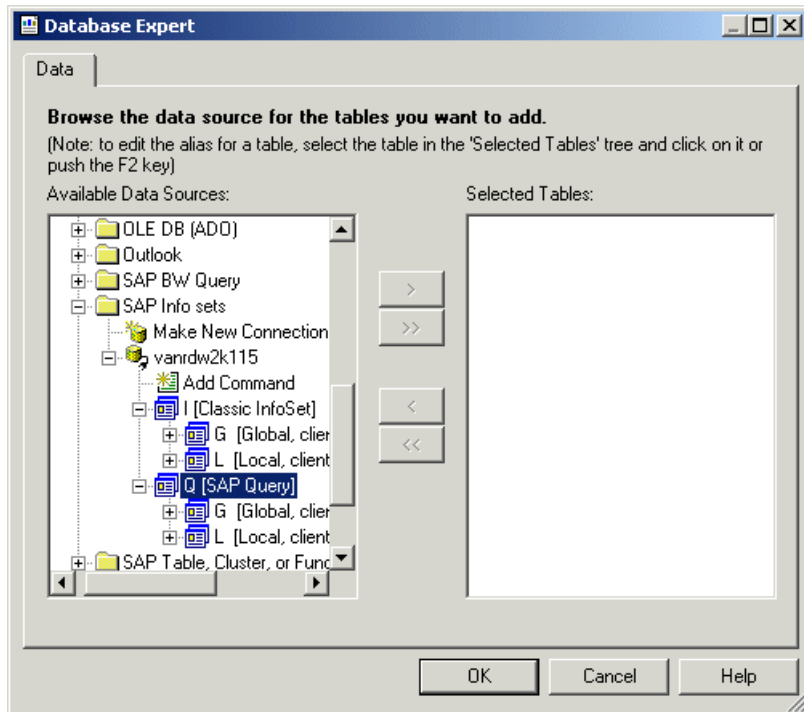 Database Expert
Data
Browse the data source for the tables you want to add.
(Note: to edit the alias for a table, select the table in the 'Selected Tables' tree and click on it or
push the F2 key)
Available Data Sources:
Selected Tables:
OLE DB (ADO)
Outlook
SAP BW Query
SAP Info sets
Make New Connection
vanrdw2k115
Add Command
I [Classic InfoSet]
G [Global, clier
L [Local, client
Q [SAP Query]
G [Global, clier
L [Local, client
SAP Table, Cluster, or Func
>
>>
<
<<
OK
Cancel
Help